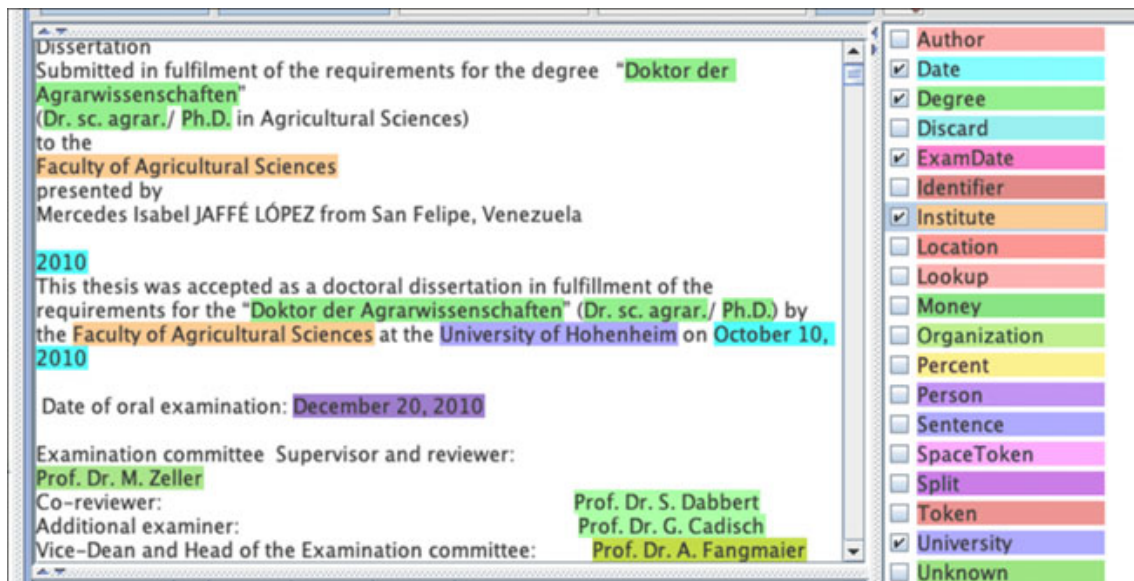 Dissertation
Submitted in fulfilment of the requirements for the degree “Doktor der
Agrarwissenschaften”
(Dr. sc. agrar./ Ph.D. in Agricultural Sciences)
to the
Faculty of Agricultural Sciences
presented by
Mercedes Isabel JAFFÉ LÓPEZ from San Felipe, Venezuela
2010
This thesis was accepted as a doctoral dissertation in fulfillment of the
requirements for the “Doktor der Agrarwissenschaften” (Dr. sc. agrar./ Ph.D.) by
the Faculty of Agricultural Sciences at the University of Hohenheim on October 10,
2010
Date of oral examination: December 20, 2010
Examination committee Supervisor and reviewer:
Prof. Dr. M. Zeller
Co-reviewer: Prof. Dr. S. Dabbert
Additional examiner: Prof. Dr. G. Cadisch
Vice-Dean and Head of the Examination committee: Prof. Dr. A. Fangmaier
Author
Date
Degree
Discard
ExamDate
Identifier
Institute
Location
Lookup
Money
Organization
Percent
Person
Sentence
SpaceToken
Split
Token
University
Unknown